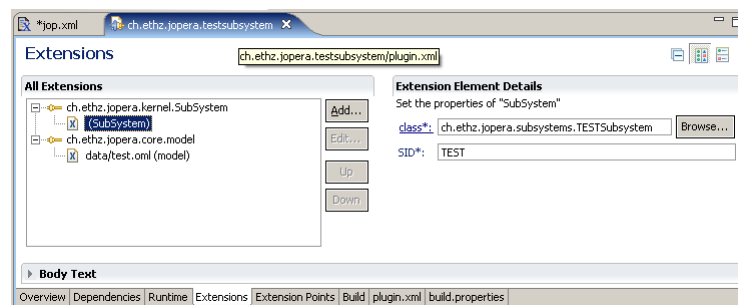 *jop.xml ch.ethz.jopera.testsubsystem
Extensions
ch.ethz.jopera.testsubsystem/plugin.xml
All Extensions
ch.ethz.jopera.kernel.SubSystem
(SubSystem)
ch.ethz.jopera.core.model
data/test.oml (model)
Add...
Edit...
Up
Down
Extension Element Details
Set the properties of "SubSystem"
class*: ch.ethz.jopera.subsystems.TESTSubsystem Browse...
SID*: TEST
Body Text
Overview Dependencies Runtime Extensions Extension Points Build plugin.xml build.properties